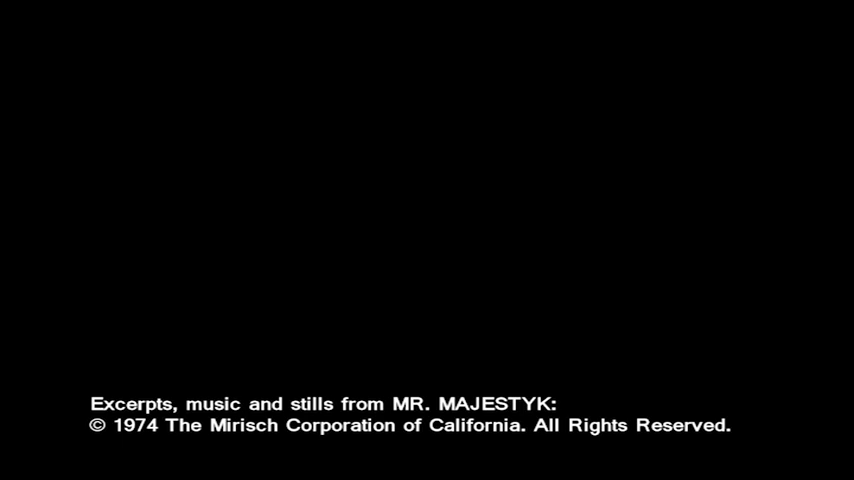 Excerpts, music and stills from MR. MAJESTYK:
© 1974 The Mirisch Corporation of California. All Rights Reserved.